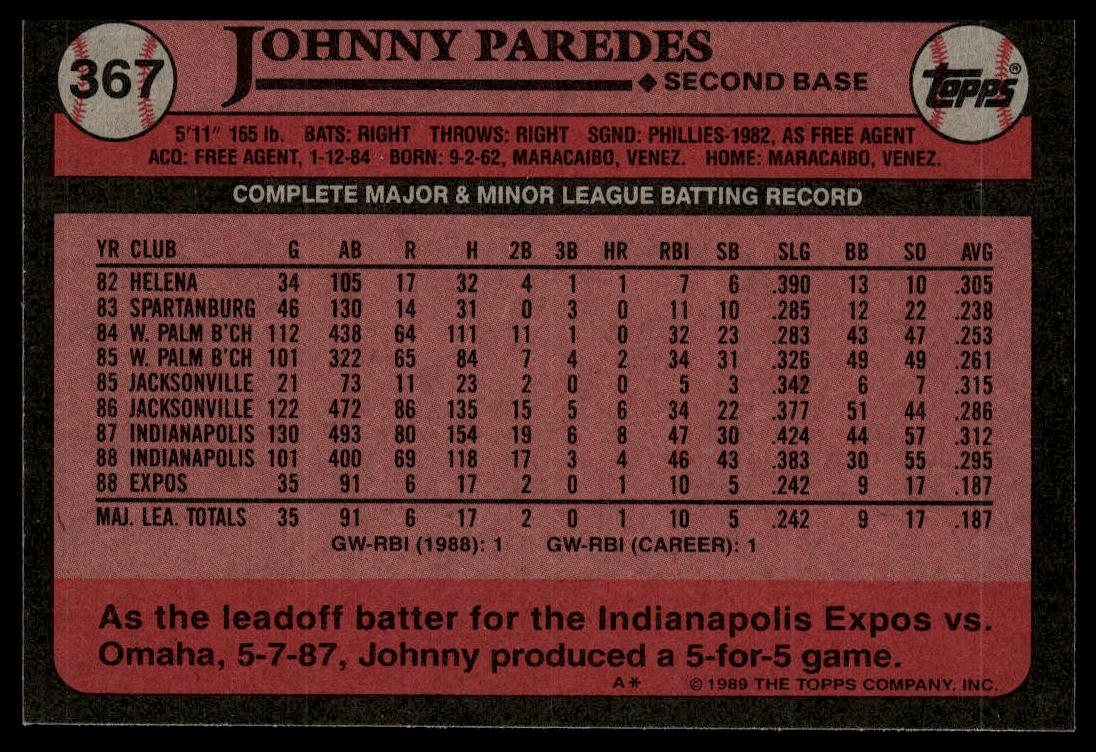 367
JOHNNY PAREDES
SECOND BASE
TOPPS®
5'11" 165 lb. BATS: RIGHT THROWS: RIGHT SGND: PHILLIES-1982, AS FREE AGENT
ACQ: FREE AGENT, 1-12-84 BORN: 9-2-62, MARACAIBO, VENEZ. HOME: MARACAIBO, VENEZ.
COMPLETE MAJOR & MINOR LEAGUE BATTING RECORD
YR CLUB G AB R H 2B 3B HR RBI SB SLG BB SO AVG
82 HELENA 34 105 17 32 4 1 1 7 6 .390 13 10 .305
83 SPARTANBURG 46 130 14 31 0 3 0 11 10 .285 12 22 .238
84 W. PALM B'CH 112 438 64 111 11 1 0 32 23 .283 43 47 .253
85 W. PALM B'CH 101 322 65 84 7 4 2 34 31 .326 49 49 .261
85 JACKSONVILLE 21 73 11 23 2 0 0 5 3 .342 6 7 .315
86 JACKSONVILLE 122 472 86 135 15 5 6 34 22 .377 51 44 .286
87 INDIANAPOLIS 130 493 80 154 19 6 8 47 30 .424 44 57 .312
88 INDIANAPOLIS 101 400 69 118 17 3 4 46 43 .383 30 55 .295
88 EXPOS 35 91 6 17 2 0 1 10 5 .242 9 17 .187
MAJ. LEA. TOTALS 35 91 6 17 2 0 1 10 5 .242 9 17 .187
GW-RBI (1988): 1 GW-RBI (CAREER): 1
As the leadoff batter for the Indianapolis Expos vs.
Omaha, 5-7-87, Johnny produced a 5-for-5 game.
A* © 1989 THE TOPPS COMPANY, INC.